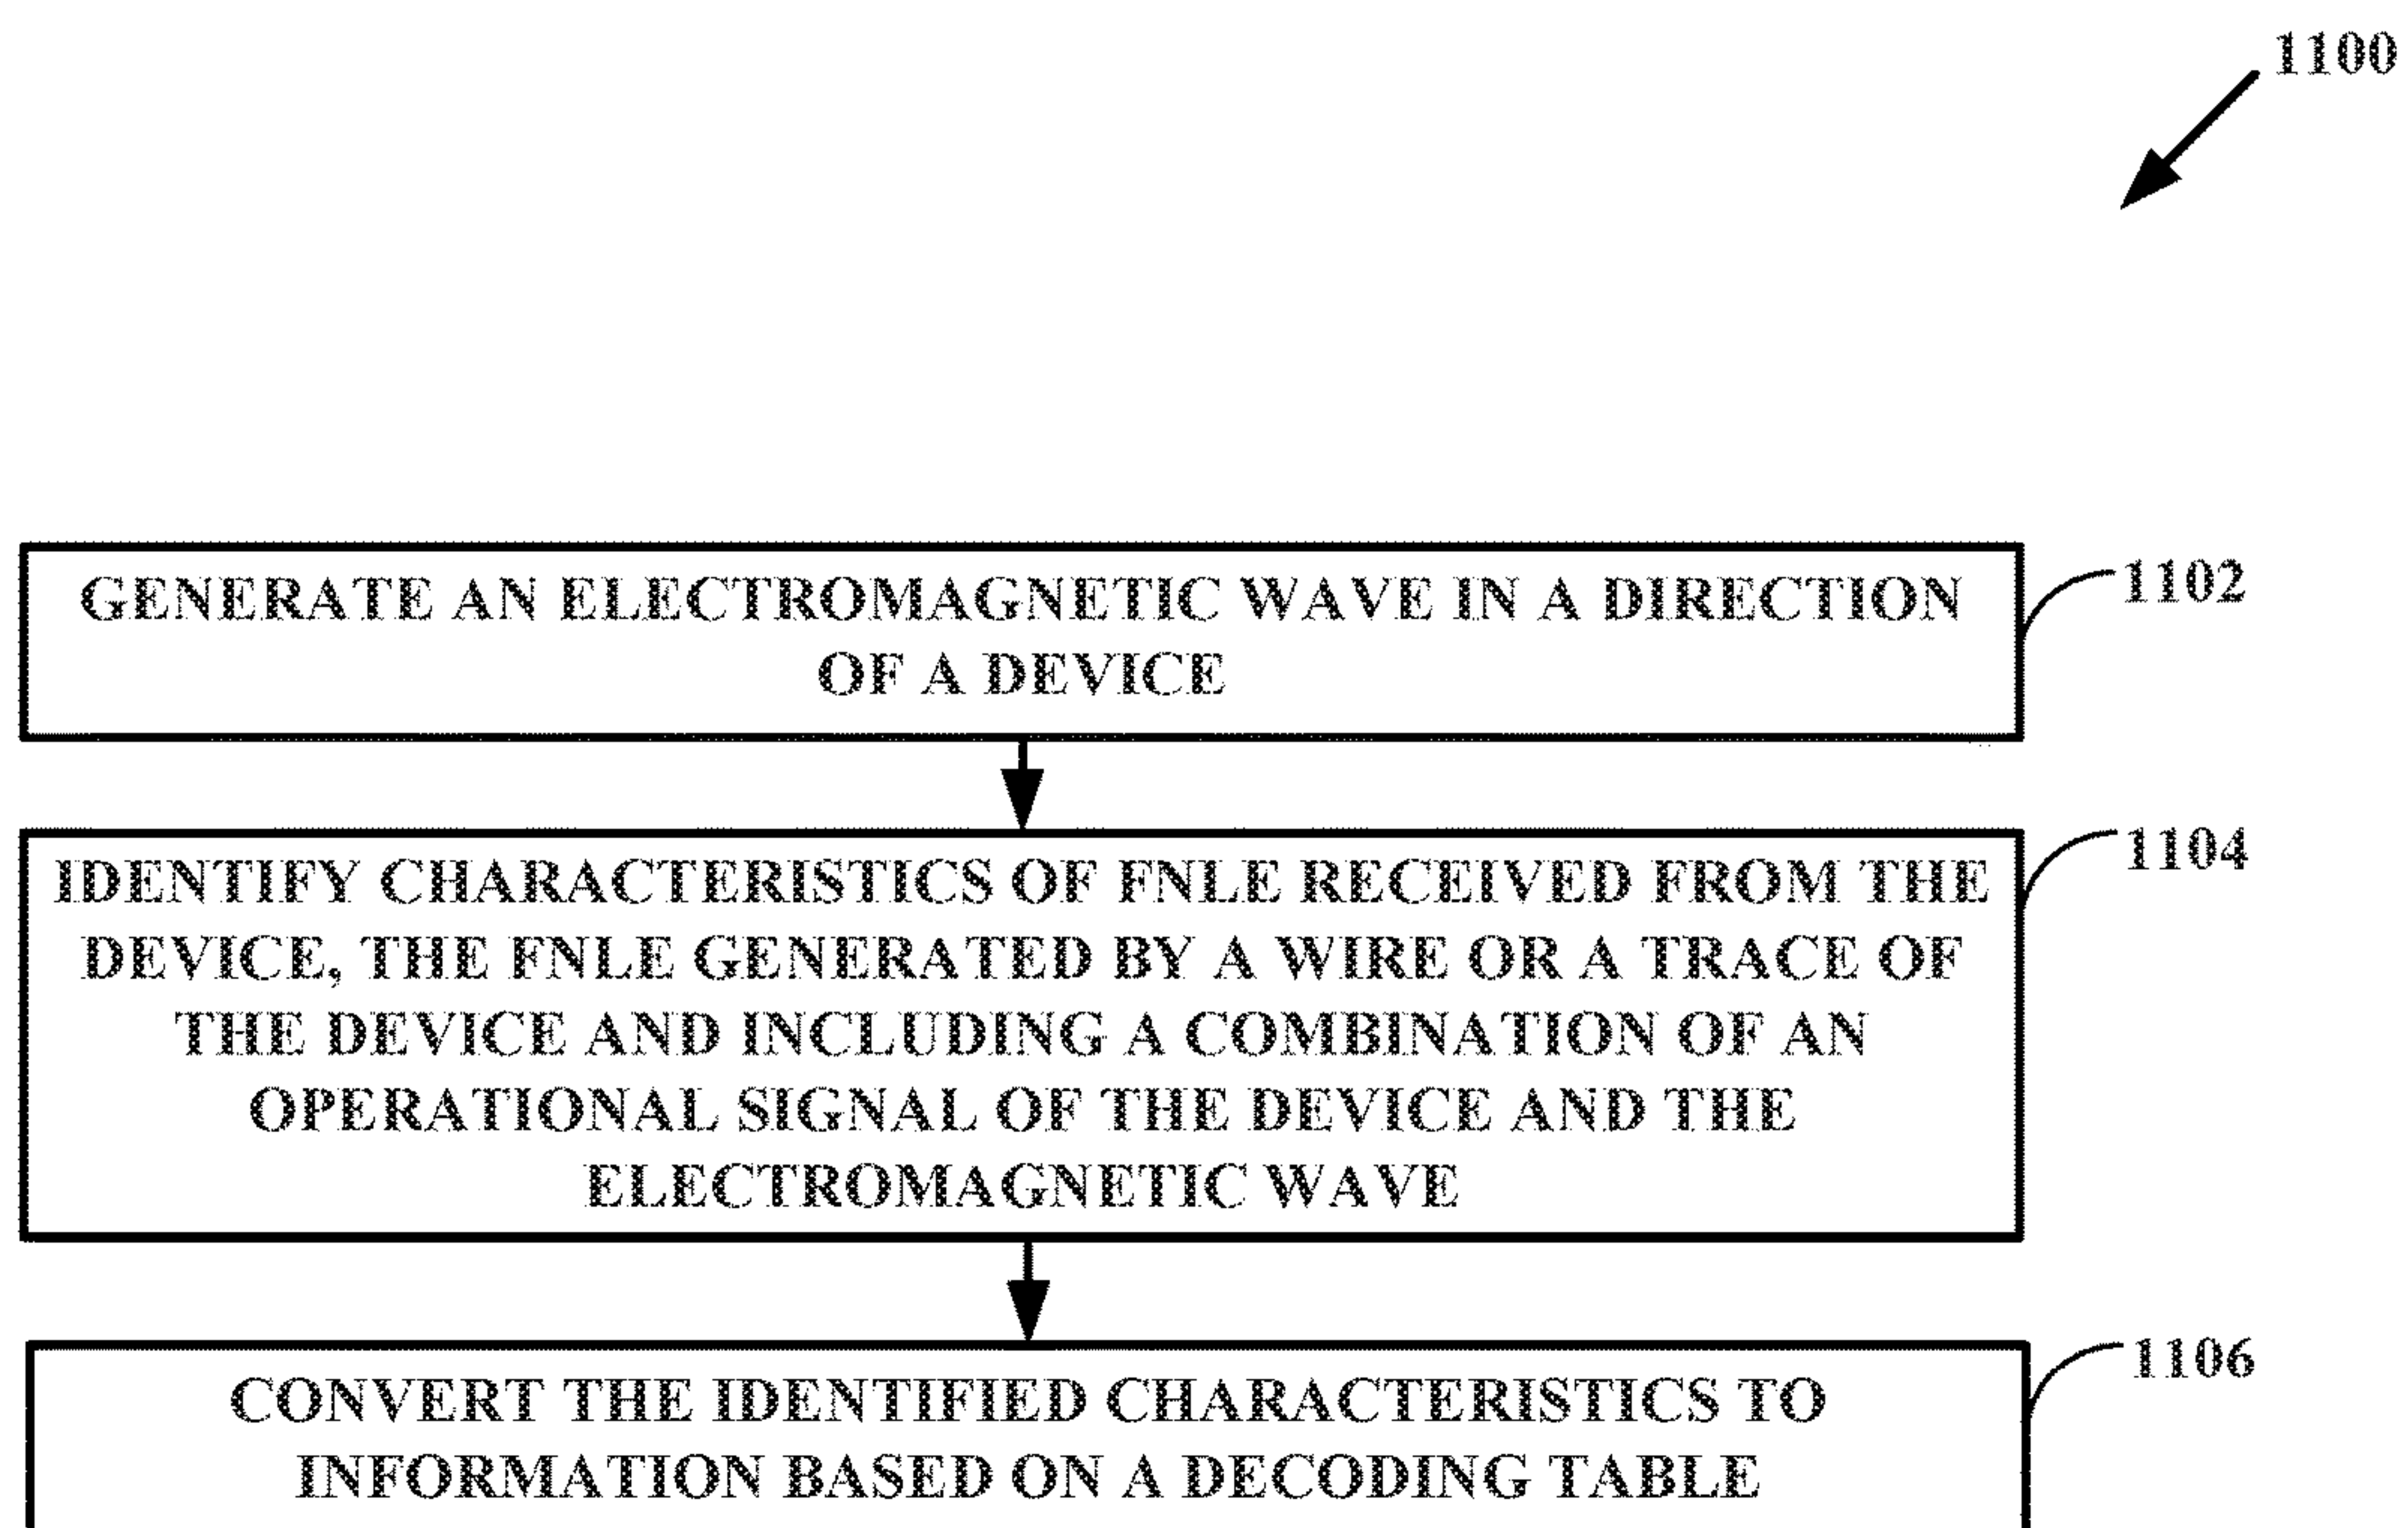 1100
GENERATE AN ELECTROMAGNETIC WAVE IN A DIRECTION
OF A DEVICE
1102
IDENTIFY CHARACTERISTICS OF FNLE RECEIVED FROM THE
DEVICE, THE FNLE GENERATED BY A WIRE OR A TRACE OF
THE DEVICE AND INCLUDING A COMBINATION OF AN
OPERATIONAL SIGNAL OF THE DEVICE AND THE
ELECTROMAGNETIC WAVE
1104
CONVERT THE IDENTIFIED CHARACTERISTICS TO
INFORMATION BASED ON A DECODING TABLE
1106